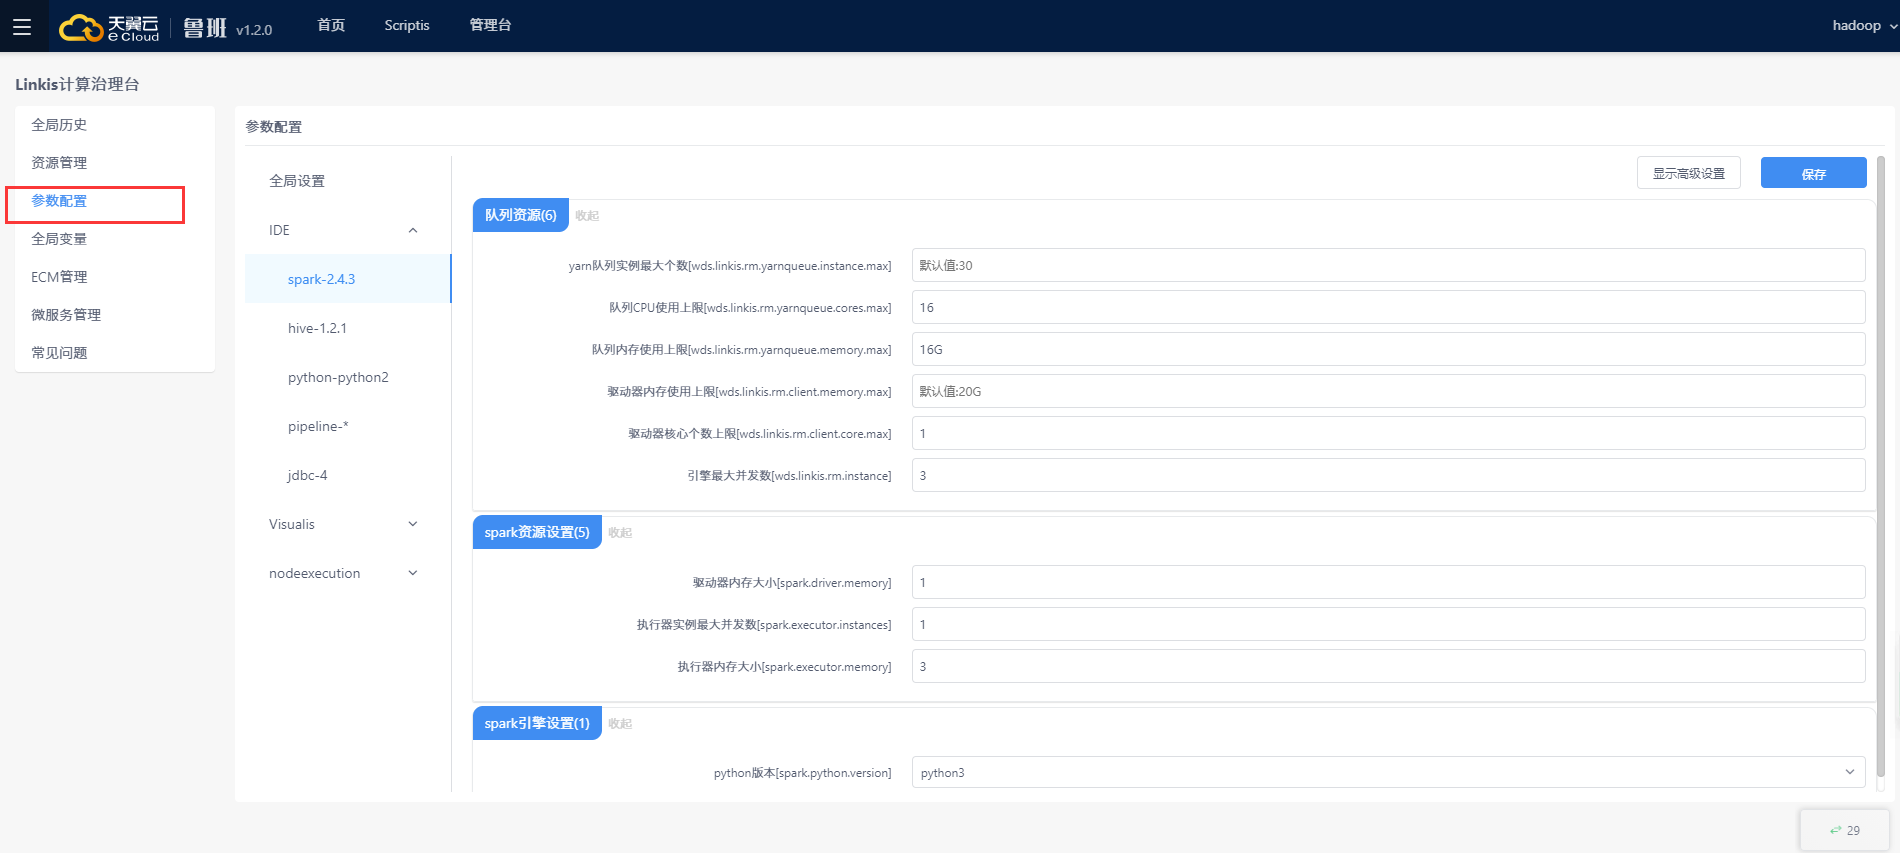 天翼云 e Cloud 鲁班 v1.2.0 首页 Scriptis 管理台 hadoop
Linkis计算治理台
全局历史
资源管理
参数配置
全局变量
ECM管理
微服务管理
常见问题
参数配置
全局设置
IDE
spark-2.4.3
hive-1.2.1
python-python2
pipeline-*
jdbc-4
Visualis
nodeexecution
显示高级设置 保存
队列资源(6) 收起
yarn队列实例最大个数[wds.linkis.rm.yarnqueue.instance.max] 默认值:30
队列CPU使用上限[wds.linkis.rm.yarnqueue.cores.max] 16
队列内存使用上限[wds.linkis.rm.yarnqueue.memory.max] 16G
驱动器内存使用上限[wds.linkis.rm.client.memory.max] 默认值:20G
驱动器核心个数上限[wds.linkis.rm.client.core.max] 1
引擎最大并发数[wds.linkis.rm.instance] 3
spark资源设置(5) 收起
驱动器内存大小[spark.driver.memory] 1
执行器实例最大并发数[spark.executor.instances] 1
执行器内存大小[spark.executor.memory] 3
spark引擎设置(1) 收起
python版本[spark.python.version] python3
29